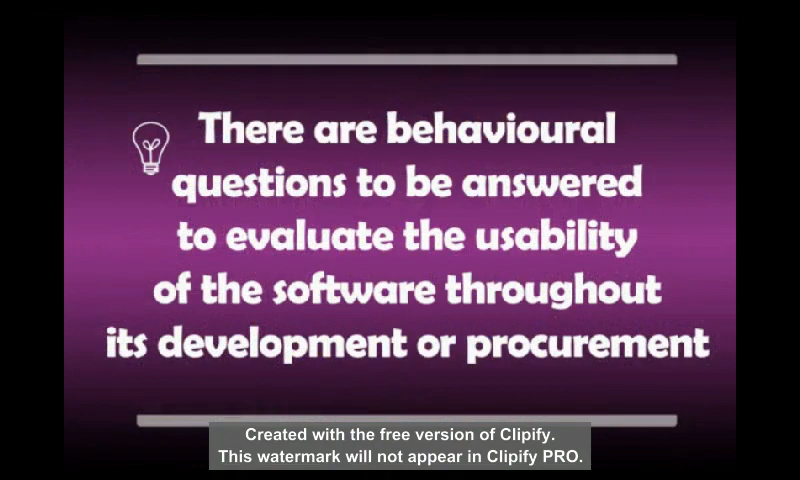 There are behavioural
questions to be answered
to evaluate the usability
of the software throughout
its development or procurement
Created with the free version of Clipify.
This watermark will not appear in Clipify PRO.